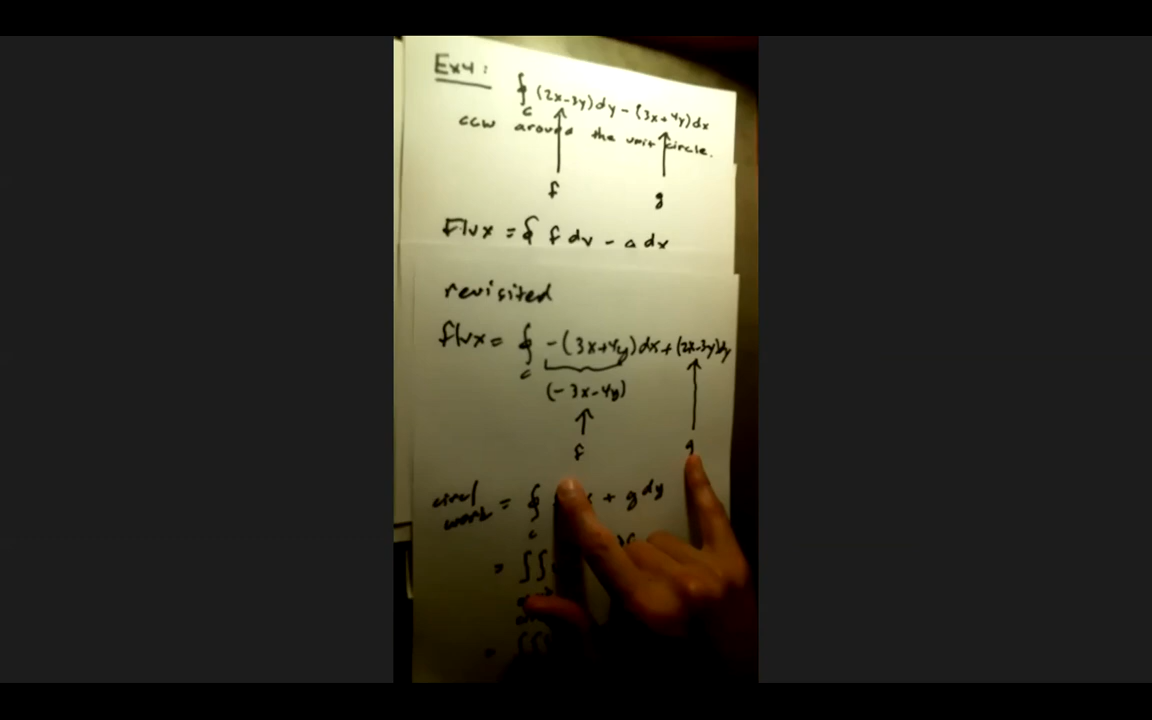 Ex4:
∮ (2x-3y)dy - (3x+4y)dx
c
ccw around the unit circle.
f g
Flux = ∮ f dy - g dx
revisited
flux = ∮ -(3x+4y)dx + (2x-3y)dy
c
(-3x-4y)
f g
circ/ = ∮ + g dy
work c
= ∫∫
= ∫∫